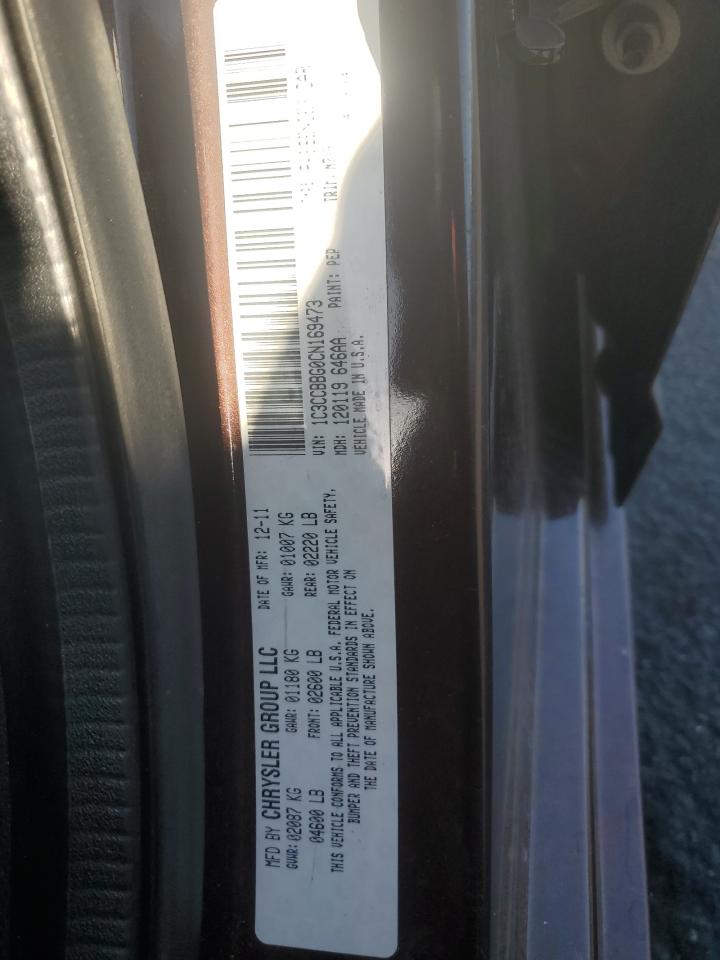 MFD BY CHRYSLER GROUP LLC
DATE OF MFR: 12-11
GVWR: 02087 KG
GAWR: 01180 KG
GAWR: 01007 KG
04600 LB
FRONT: 02600 LB
REAR: 02220 LB
THIS VEHICLE CONFORMS TO ALL APPLICABLE U.S.A. FEDERAL MOTOR VEHICLE SAFETY,
BUMPER AND THEFT PREVENTION STANDARDS IN EFFECT ON
THE DATE OF MANUFACTURE SHOWN ABOVE.
VIN: 1C3CCBBG0CN169473
MDH: 120119 646AA
VEHICLE MADE IN U.S.A.
PAINT: PEP
CAR